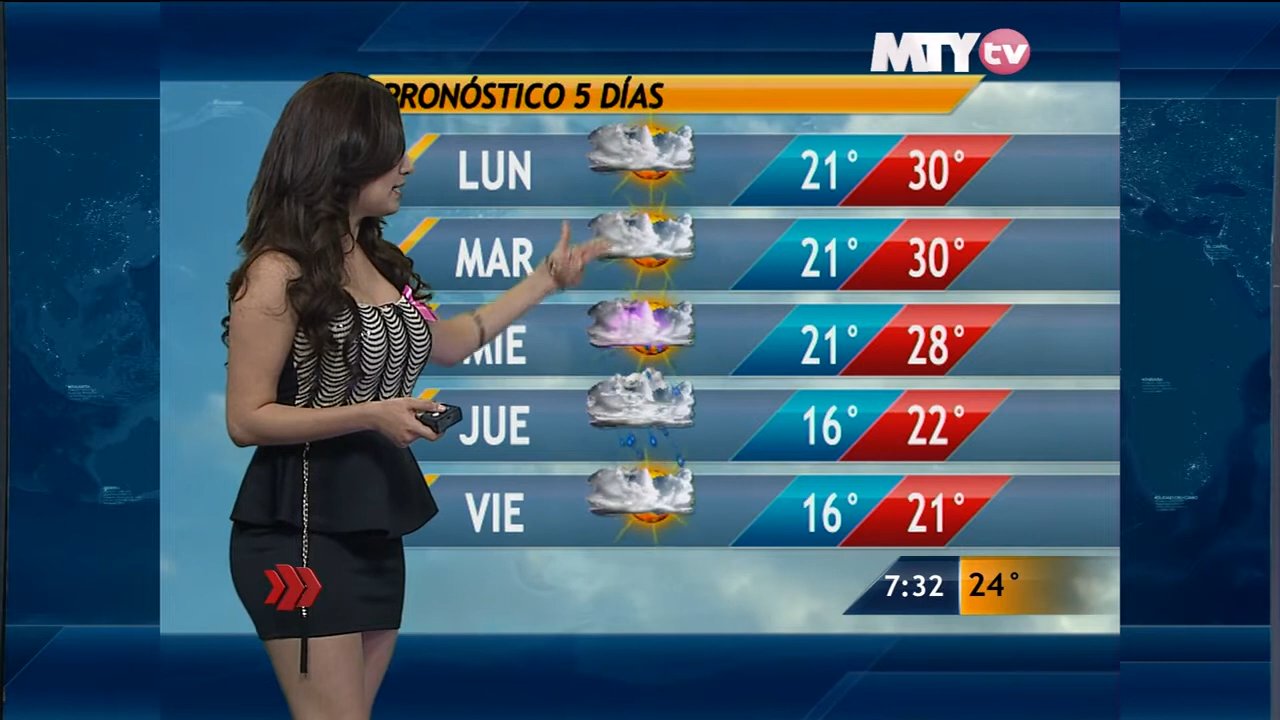 MTY tv
PRONÓSTICO 5 DÍAS
LUN 21° 30°
MAR 21° 30°
MIE 21° 28°
JUE 16° 22°
VIE 16° 21°
7:32 24°